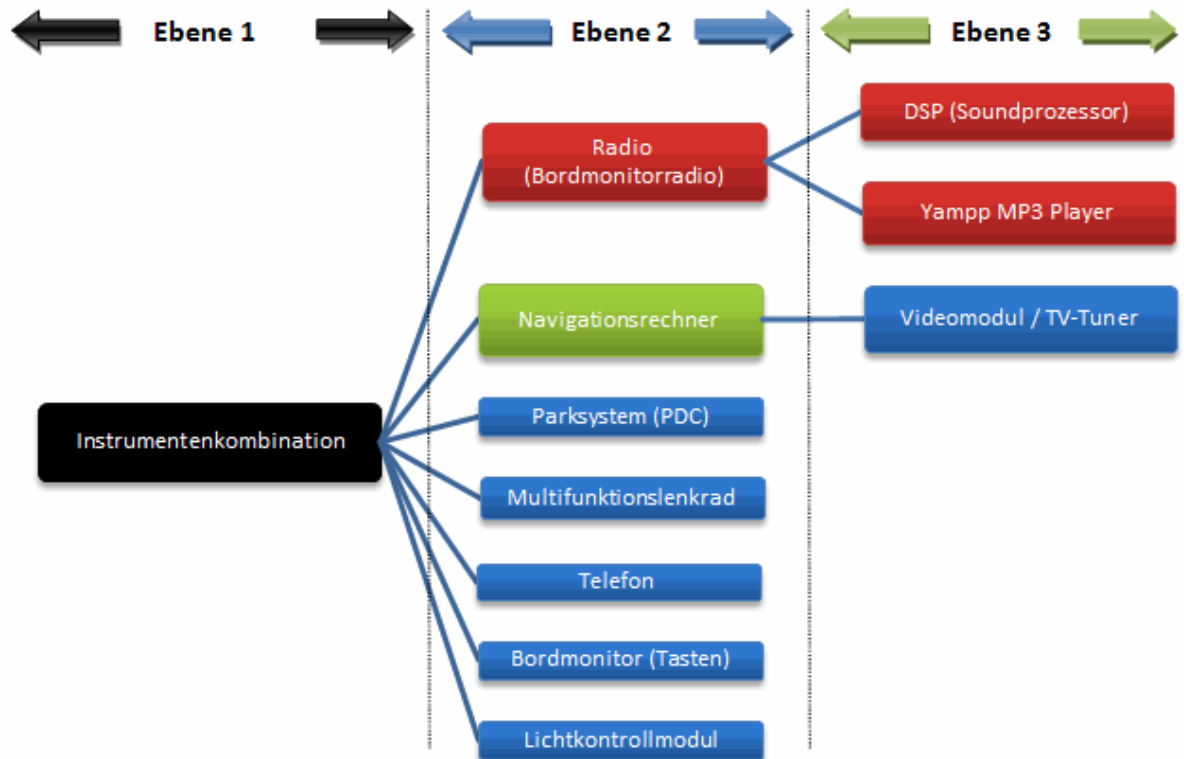 Ebene 1
Ebene 2
Ebene 3
DSP (Soundprozessor)
Radio
(Bordmonitorradio)
Yampp MP3 Player
Navigationsrechner
Videomodul / TV-Tuner
Parksystem (PDC)
Instrumentenkombination
Multifunktionslenkrad
Telefon
Bordmonitor (Tasten)
Lichtkontrollmodul